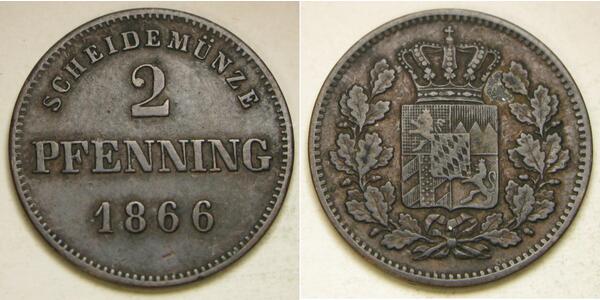 SCHEIDEMÜNZE
2
PFENNING
1866